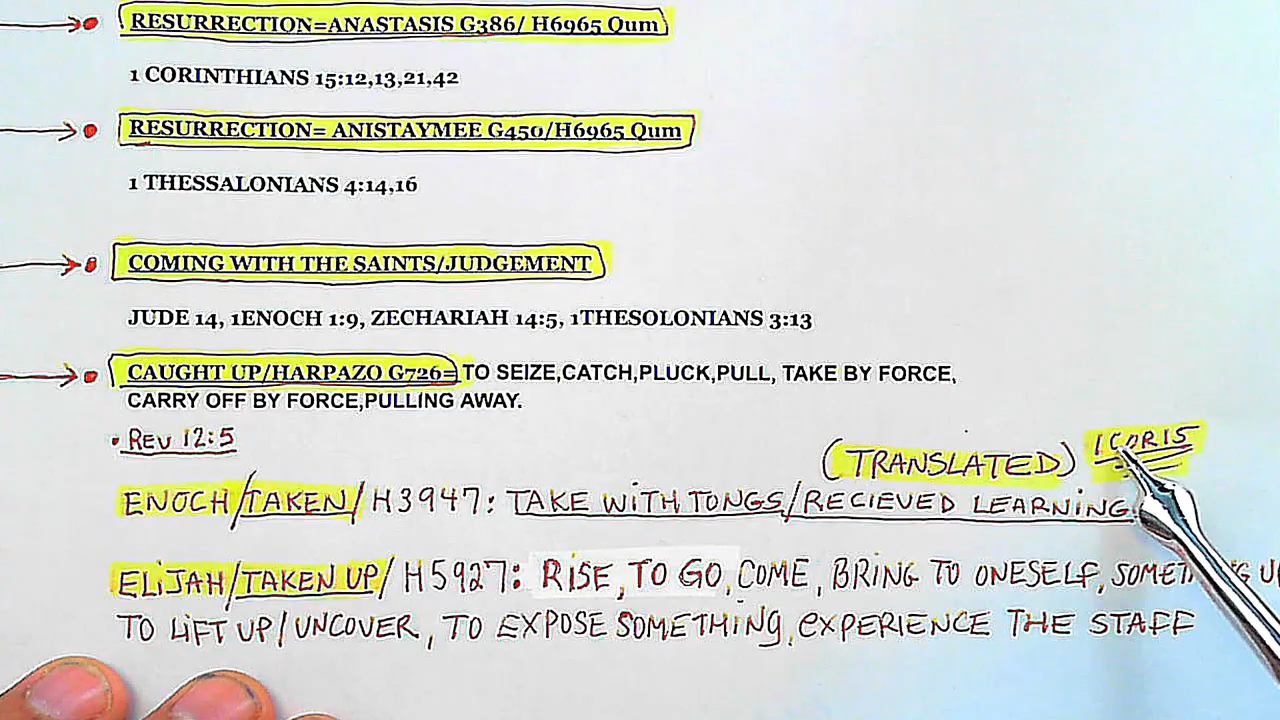 RESURRECTION=ANASTASIS G386/ H6965 Qum
1 CORINTHIANS 15:12,13,21,42
RESURRECTION= ANISTAYMEE G450/H6965 Qum
1 THESSALONIANS 4:14,16
COMING WITH THE SAINTS/JUDGEMENT
JUDE 14, 1ENOCH 1:9, ZECHARIAH 14:5, 1THESOLONIANS 3:13
CAUGHT UP/HARPAZO G726= TO SEIZE,CATCH,PLUCK,PULL, TAKE BY FORCE,
CARRY OFF BY FORCE,PULLING AWAY.
• REV 12:5
(TRANSLATED) 1COR15
ENOCH/TAKEN/H3947: TAKE WITH TONGS/RECIEVED LEARNING
ELIJAH/TAKEN UP/ H5927: RISE, TO GO, COME, BRING TO ONESELF,
TO LIFT UP/UNCOVER, TO EXPOSE SOMETHING, EXPERIENCE THE STAFF